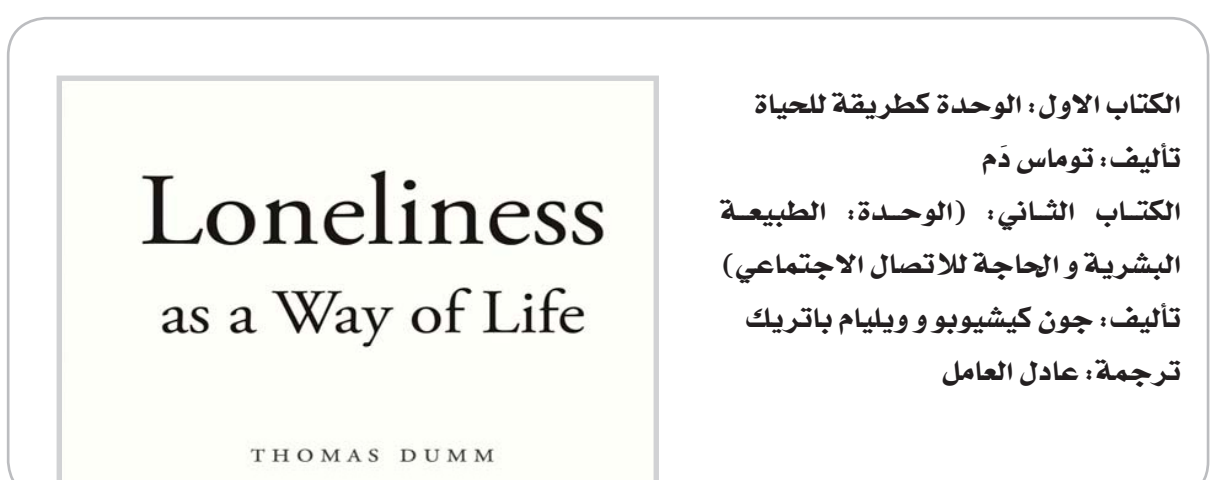 الكتاب الاول: الوحدة كطريقة للحياة
تأليف: توماس دَم
الكتاب الثاني: (الوحدة: الطبيعة
البشرية و الحاجة للاتصال الاجتماعي)
تأليف: جون كيشيوبو و ويليام باتريك
ترجمة: عادل العامل
Loneliness
as a Way of Life
THOMAS DUMM